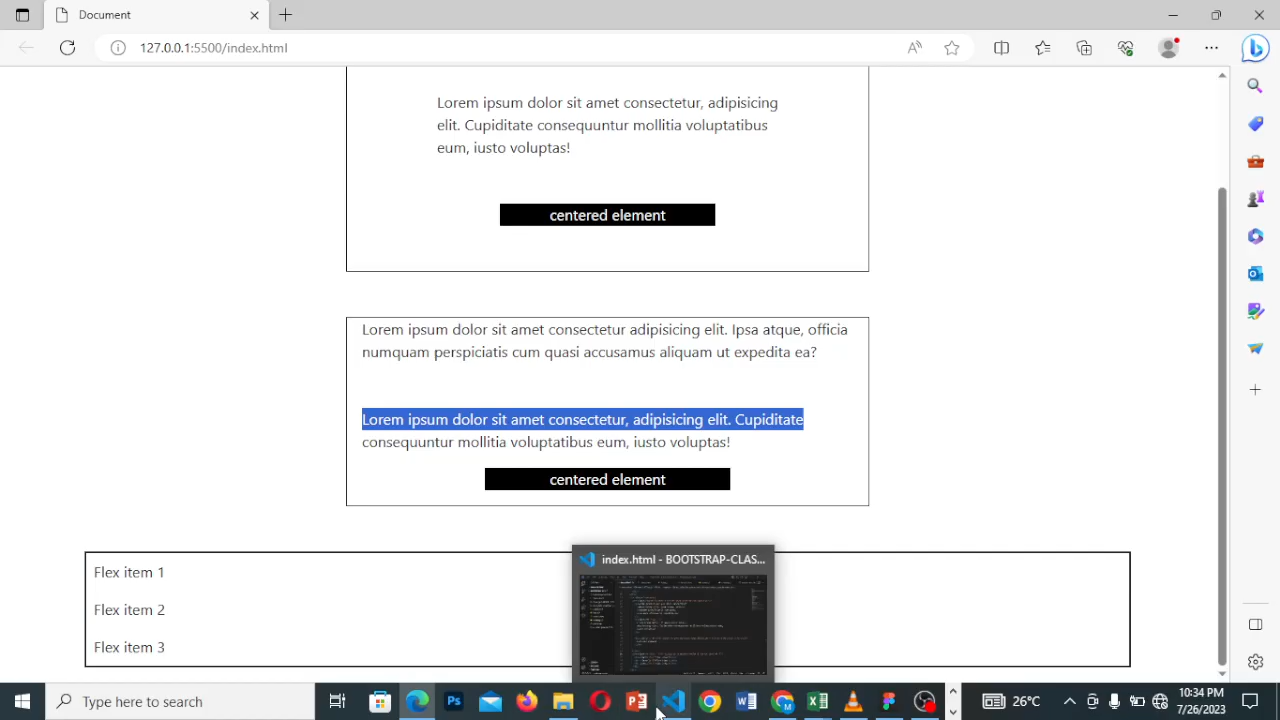 Document
127.0.0.1:5500/index.html
Lorem ipsum dolor sit amet consectetur, adipisicing
elit. Cupiditate consequuntur mollitia voluptatibus
eum, iusto voluptas!
centered element
Lorem ipsum dolor sit amet consectetur adipisicing elit. Ipsa atque, officia
numquam perspiciatis cum quasi accusamus aliquam ut expedita ea?
Lorem ipsum dolor sit amet consectetur, adipisicing elit. Cupiditate
consequuntur mollitia voluptatibus eum, iusto voluptas!
centered element
Flex item 1
Flex item 2
Flex item 3
index.html - BOOTSTRAP-CLAS...
Type here to search
26°C
10:34 PM
7/26/2023